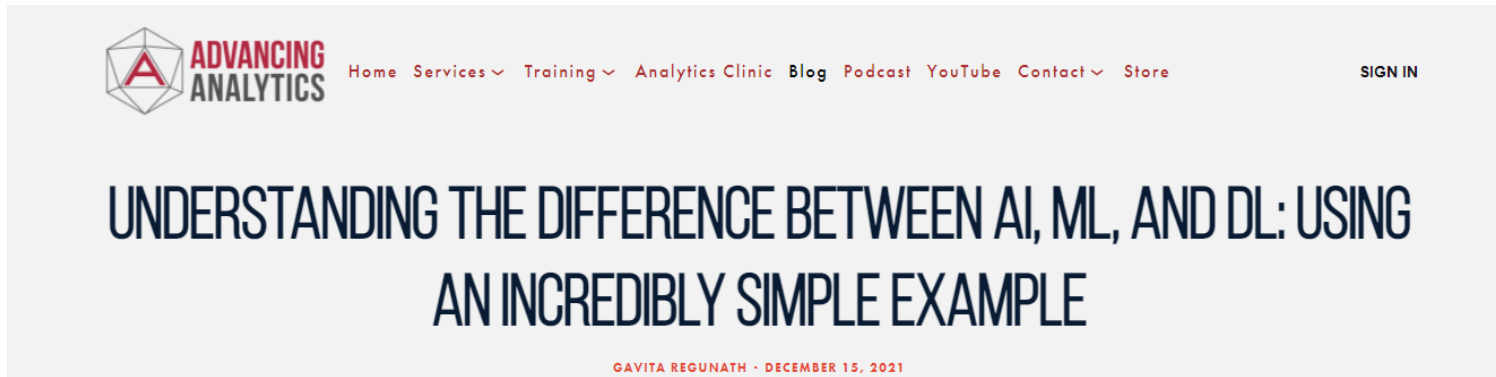 ADVANCING
ANALYTICS
Home Services Training Analytics Clinic Blog Podcast YouTube Contact Store SIGN IN
UNDERSTANDING THE DIFFERENCE BETWEEN AI, ML, AND DL: USING
AN INCREDIBLY SIMPLE EXAMPLE
GAVITA REGUNATH · DECEMBER 15, 2021